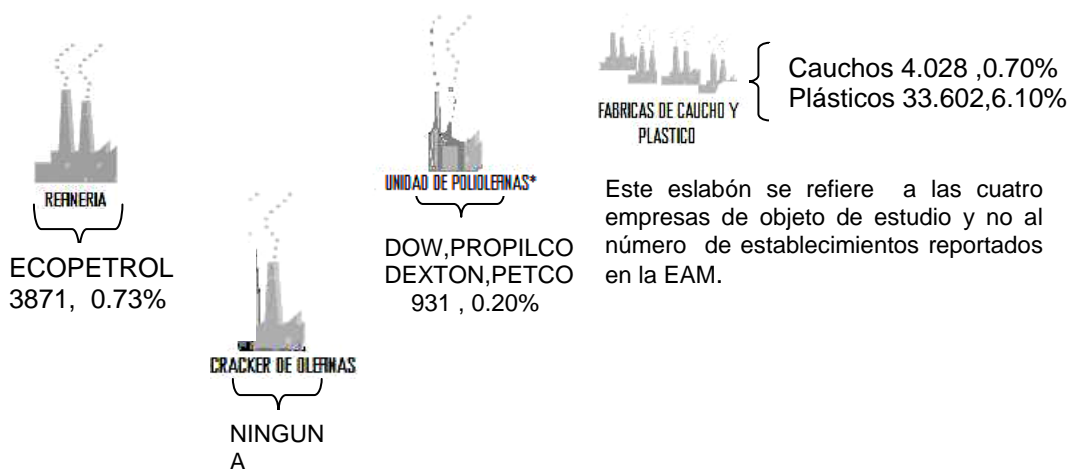 REFINERIA
ECOPETROL
3871, 0.73%
CRACKER DE OLEFINAS
NINGUN
A
UNIDAD DE POLIOLEFINAS*
DOW,PROPILCO
DEXTON,PETCO
931 , 0.20%
FABRICAS DE CAUCHO Y
PLASTICO
Cauchos 4.028 ,0.70%
Plásticos 33.602,6.10%
Este eslabón se refiere a las cuatro
empresas de objeto de estudio y no al
número de establecimientos reportados
en la EAM.